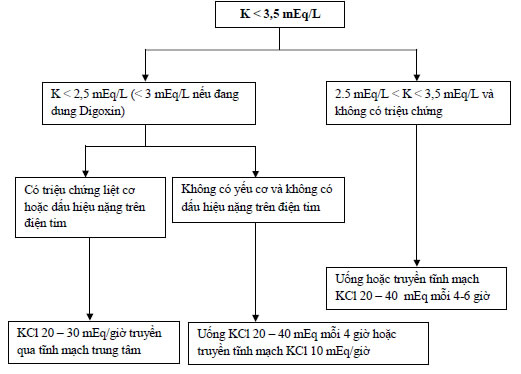 K < 3,5 mEq/L
K < 2,5 mEq/L (< 3 mEq/L nếu đang
dung Digoxin)
2.5 mEq/L < K < 3,5 mEq/L và
không có triệu chứng
Có triệu chứng liệt cơ
hoặc dấu hiệu nặng trên
điện tim
Không có yếu cơ và không có
dấu hiệu nặng trên điện tim
Uống hoặc truyền tĩnh mạch
KCl 20 – 40 mEq mỗi 4-6 giờ
KCl 20 – 30 mEq/giờ truyền
qua tĩnh mạch trung tâm
Uống KCl 20 – 40 mEq mỗi 4 giờ hoặc
truyền tĩnh mạch KCl 10 mEq/giờ